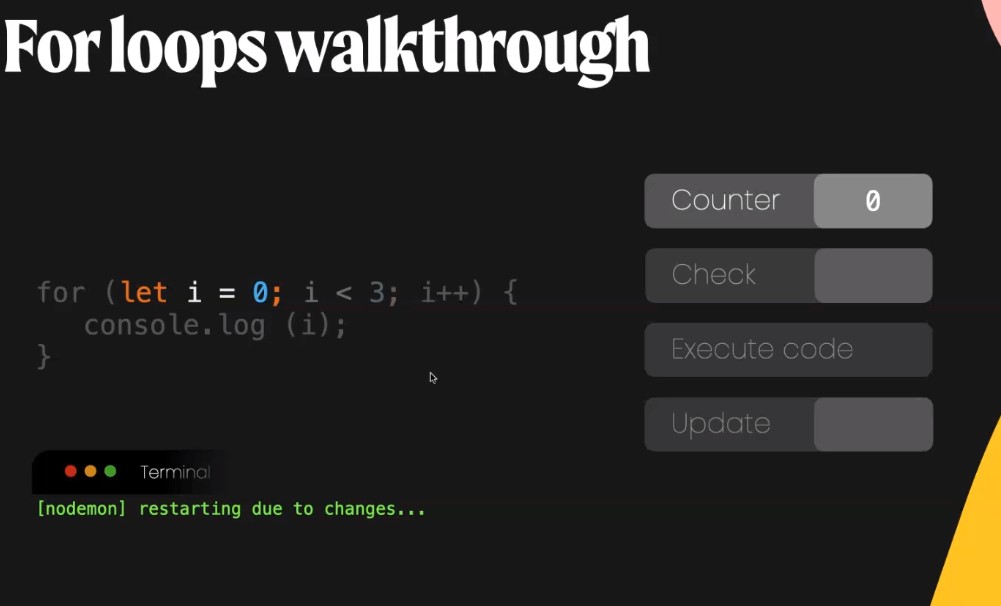 For loops walkthrough
Counter 0
Check
for (let i = 0; i < 3; i++) {
console.log (i);
}
Execute code
Update
Terminal
[nodemon] restarting due to changes...